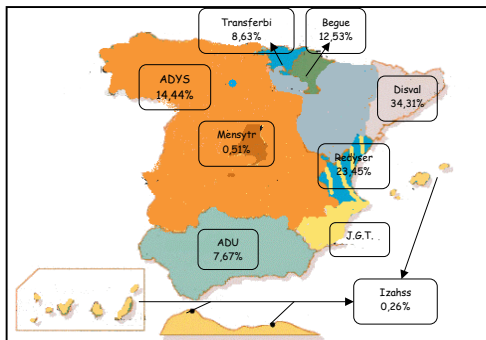 Transferbi
8,63%
Begue
12,53%
ADYS
14,44%
Disval
34,31%
Mensytr
0,51%
Redyser
23,45%
J.G.T.
ADU
7,67%
Izahss
0,26%